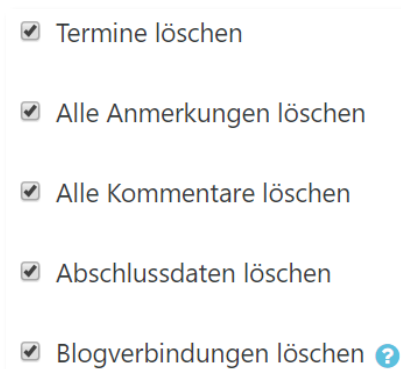 Termine löschen
Alle Anmerkungen löschen
Alle Kommentare löschen
Abschlussdaten löschen
Blogverbindungen löschen ?